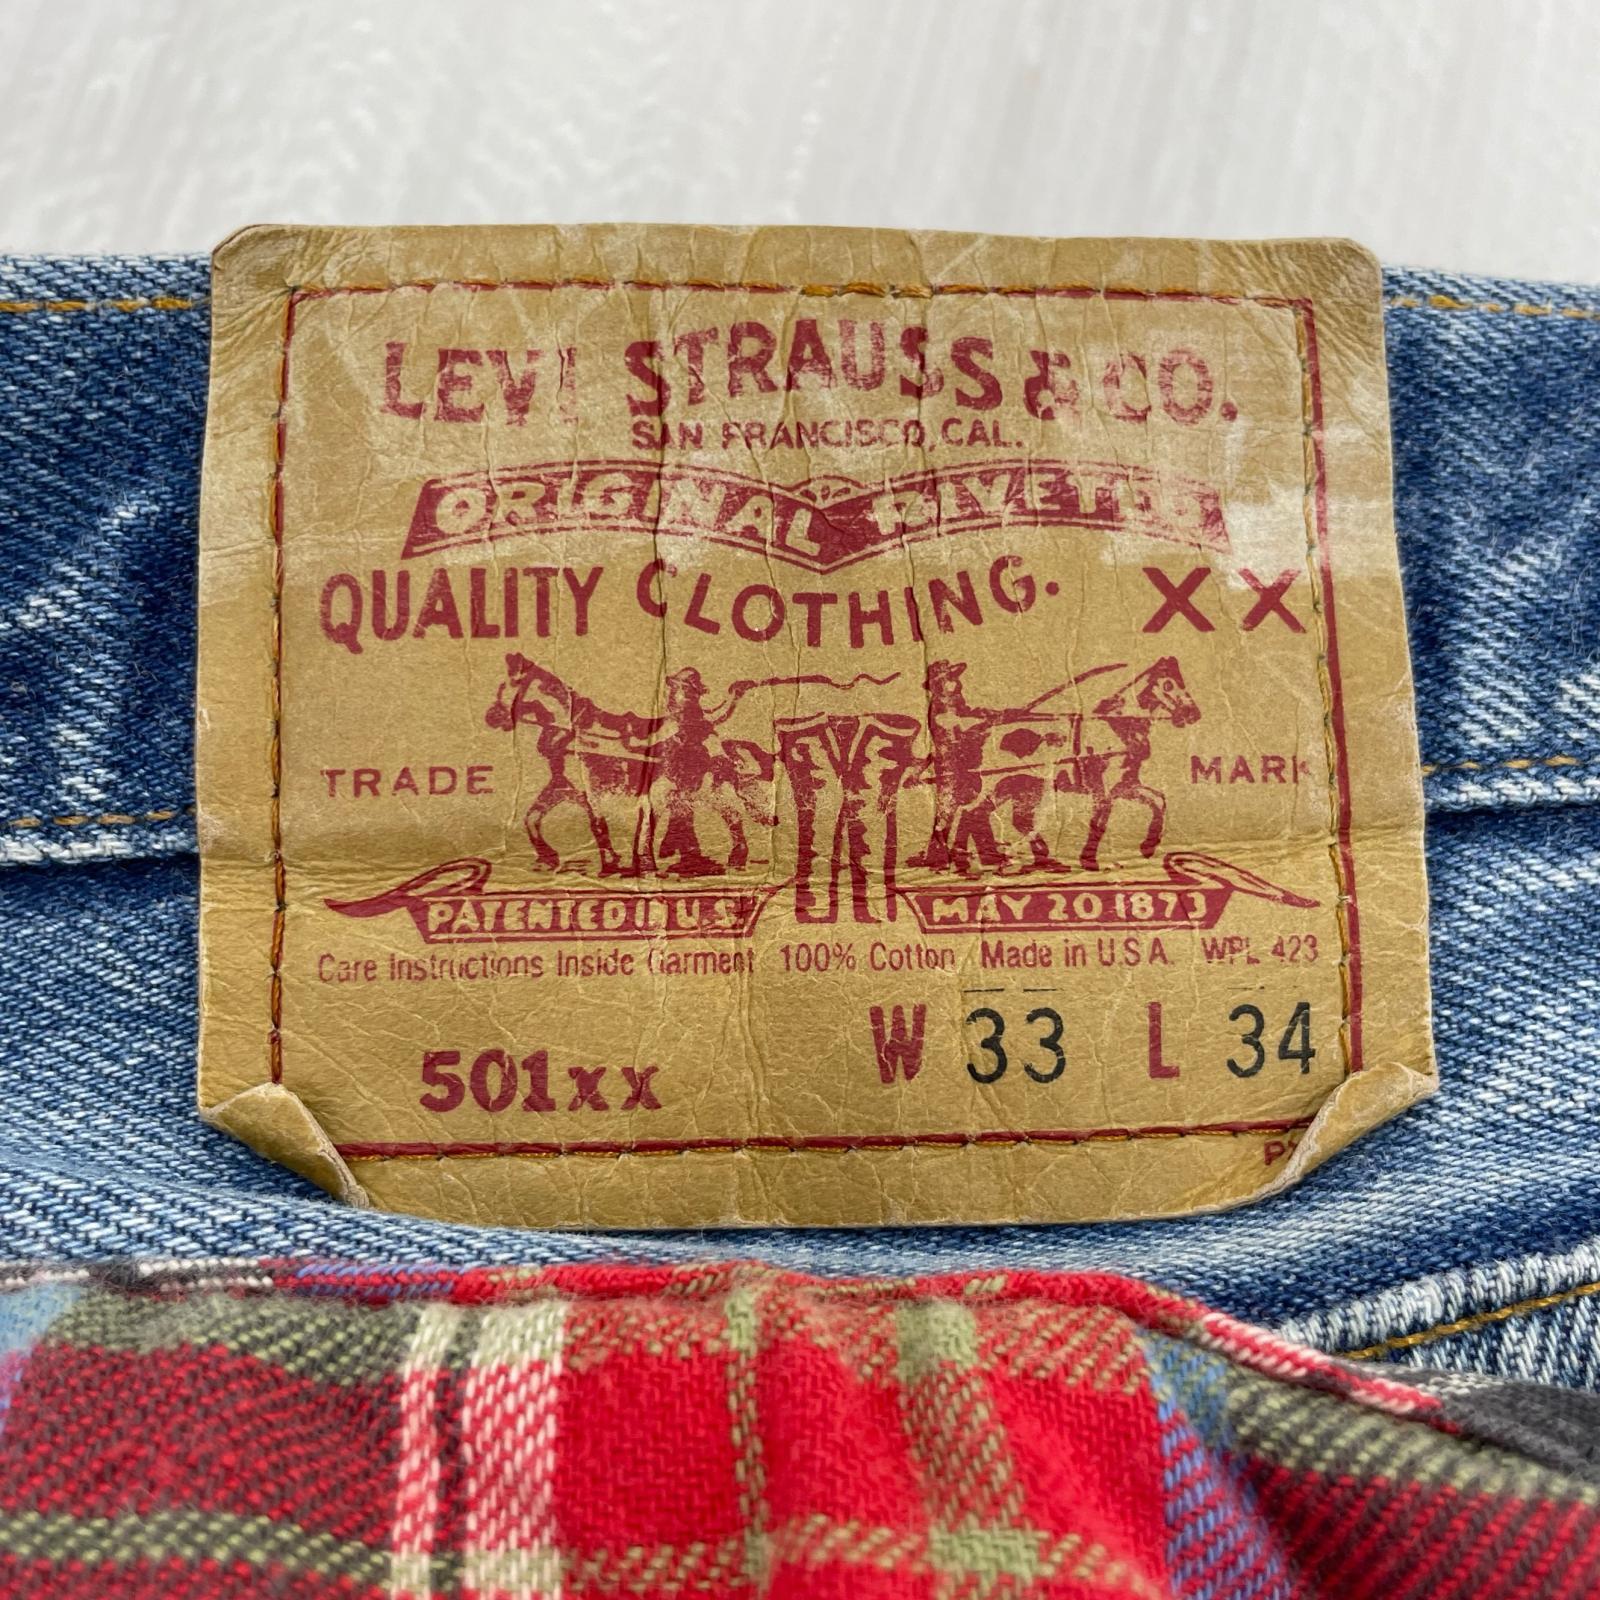 LEVI STRAUSS & CO.
SAN FRANCISCO, CAL.
ORIGINAL RIVETED
QUALITY CLOTHING. XX
TRADE MARK
PATENTED IN U.S. MAY 20 1873
Care Instructions Inside Garment 100% Cotton Made in U.S.A. WPL 423
501xx W 33 L 34